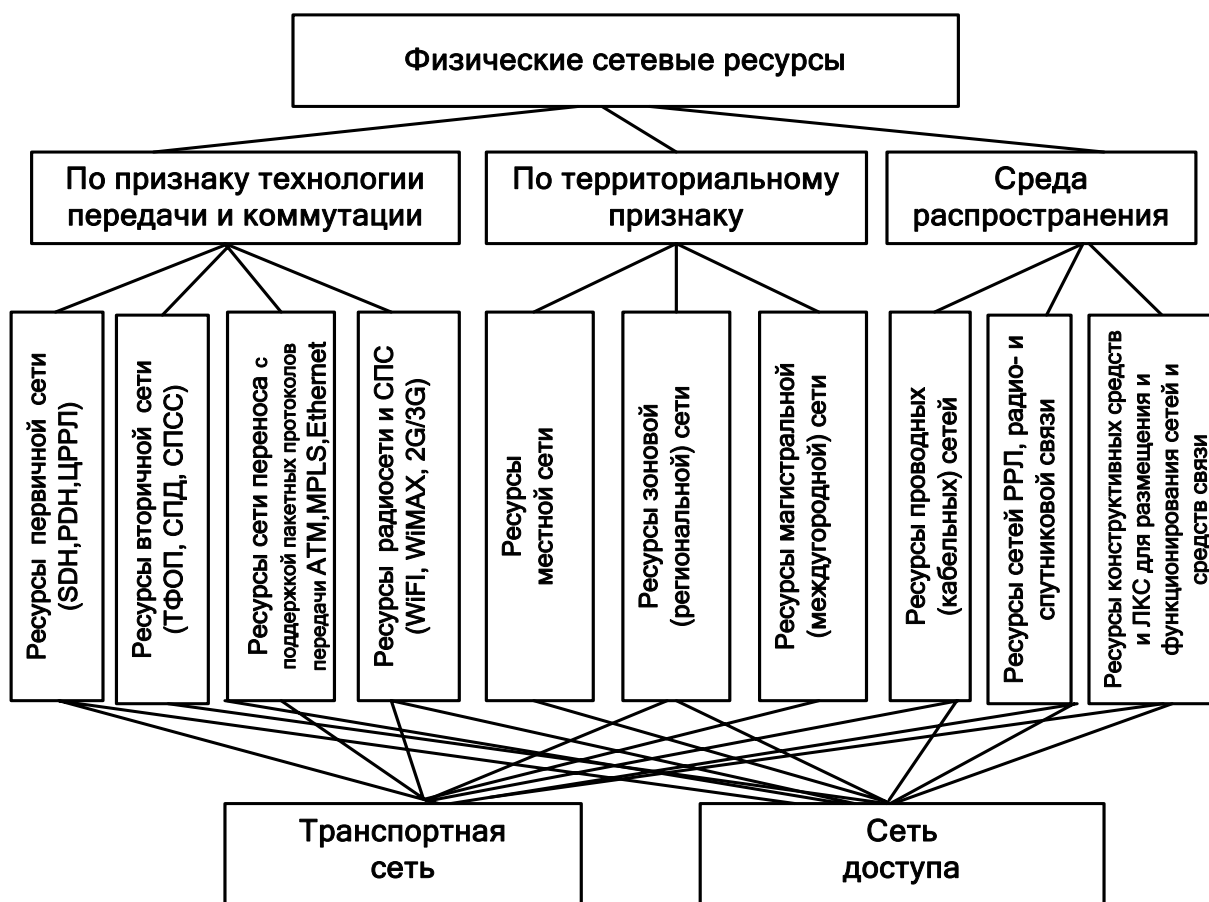 Физические сетевые ресурсы
По признаку технологии
передачи и коммутации
По территориальному
признаку
Среда
распространения
Ресурсы первичной сети
(SDH,PDH,ЦРРЛ)
Ресурсы вторичной сети
(ТФОП, СПД, СПСС)
Ресурсы сети переноса с
поддержкой пакетных протоколов
передачи ATM,MPLS,Ethernet
Ресурсы радиосети и СПС
(WiFI, WiMAX, 2G/3G)
Ресурсы
местной сети
Ресурсы зоновой
(региональной) сети
Ресурсы магистральной
(междугородной) сети
Ресурсы проводных
(кабельных) сетей
Ресурсы сетей РРЛ, радио- и
спутниковой связи
Ресурсы конструктивных средств
и ЛКС для размещения и
функционирования сетей и
средств связи
Транспортная
сеть
Сеть
доступа